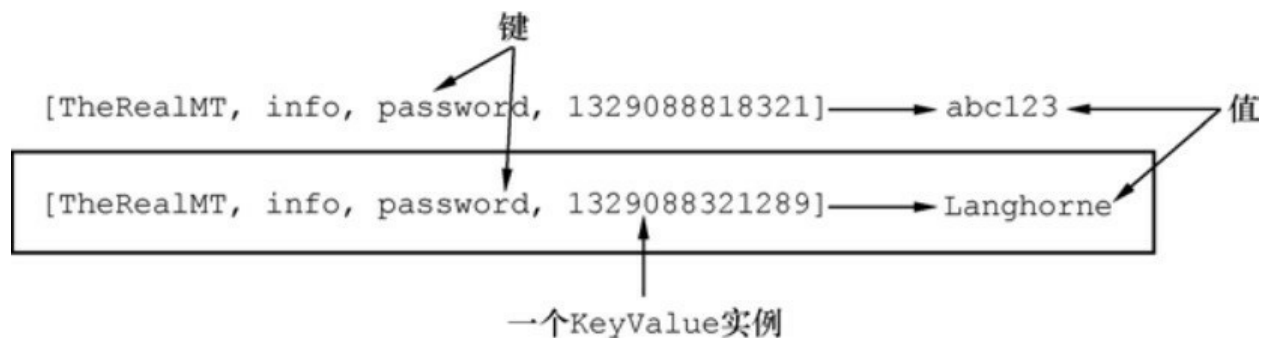 键
[TheRealMT, info, password, 1329088818321] abc123 值
[TheRealMT, info, password, 1329088321289] Langhorne
一个KeyValue实例